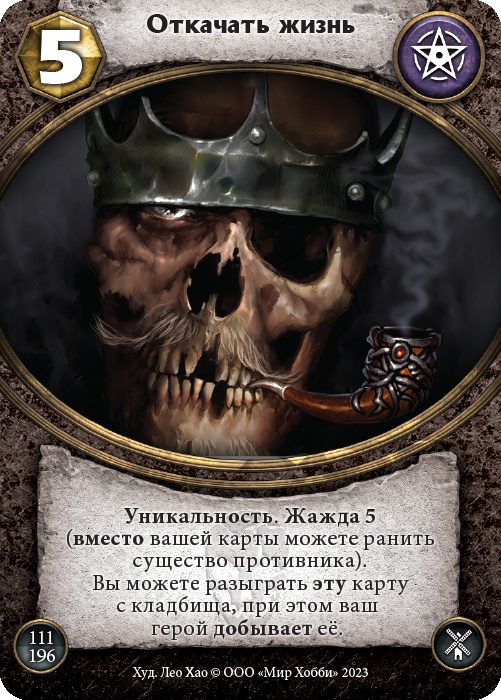 Откачать жизнь
5
Уникальность. Жажда 5
(вместо вашей карты можете ранить
существо противника).
Вы можете разыграть эту карту
с кладбища, при этом ваш
герой добывает её.
111
196
Худ. Лео Хао © ООО «Мир Хобби» 2023